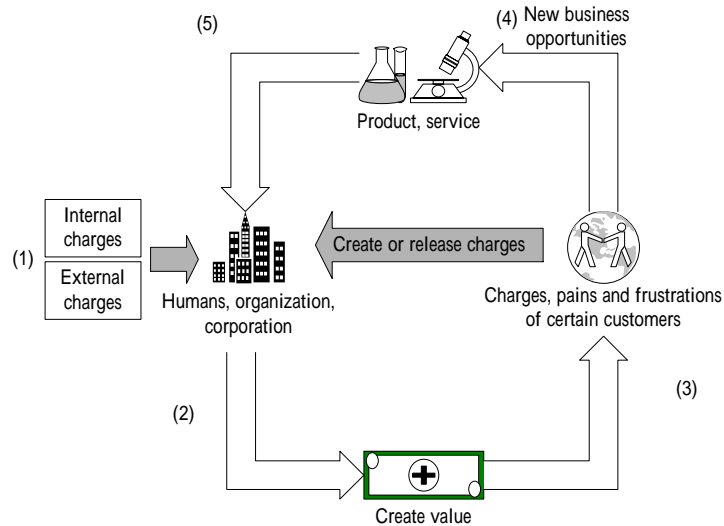 (5)
(4) New business
opportunities
Product, service
Internal
charges
(1)
External
charges
Create or release charges
Humans, organization,
corporation
Charges, pains and frustrations
of certain customers
(2)
(3)
Create value